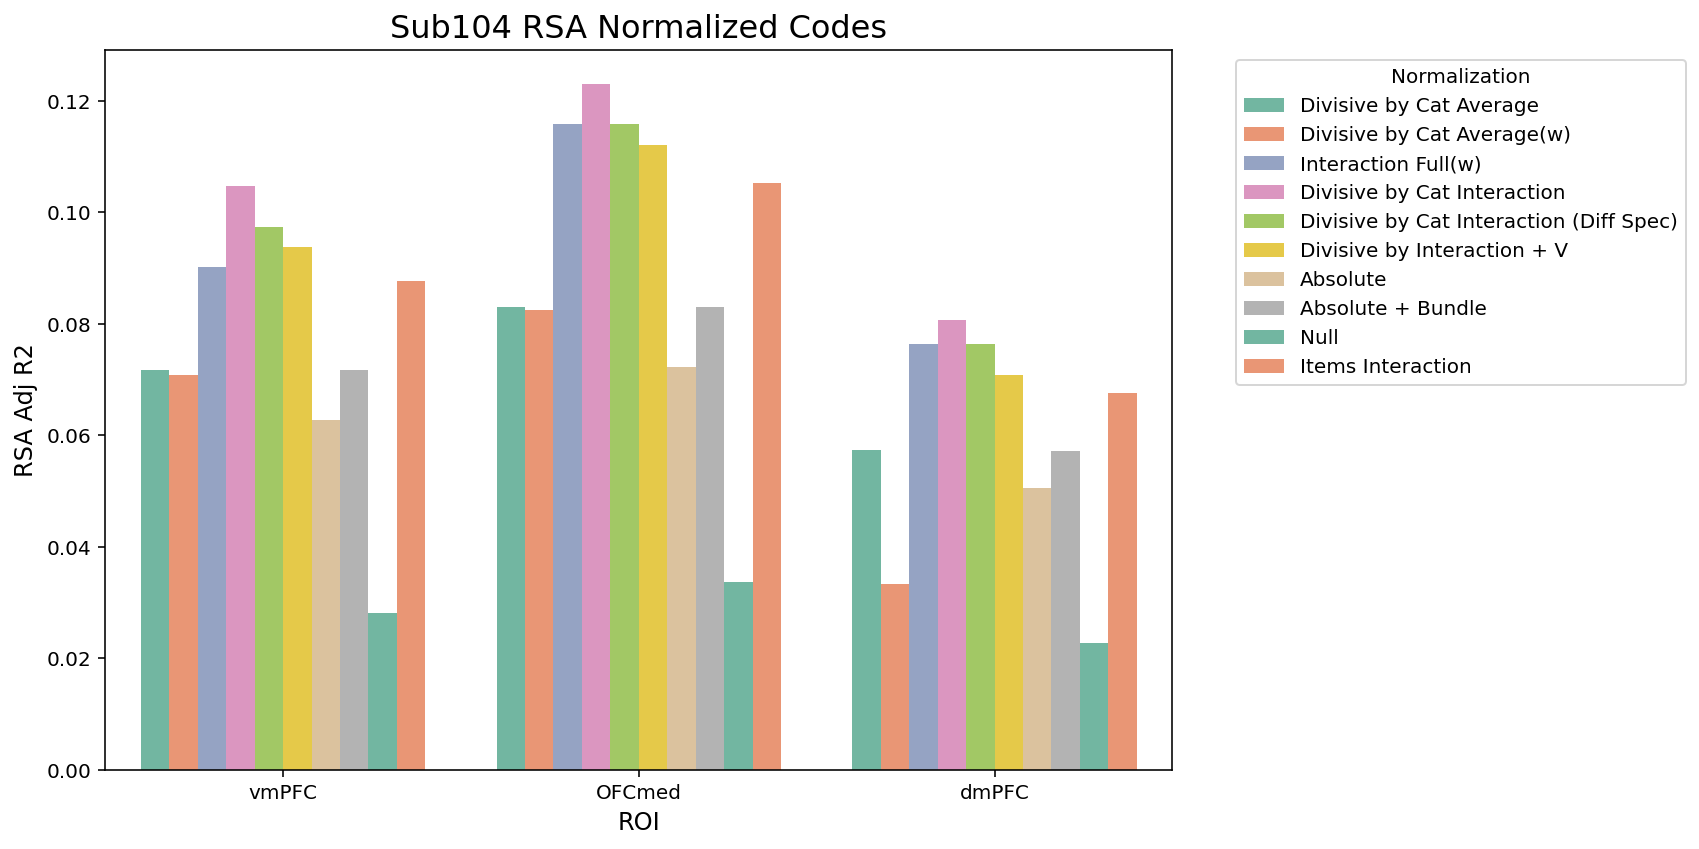 Sub104 RSA Normalized Codes
RSA Adj R2
0.12
0.10
0.08
0.06
0.04
0.02
0.00
vmPFC
OFCmed
dmPFC
ROI
Normalization
Divisive by Cat Average
Divisive by Cat Average(w)
Interaction Full(w)
Divisive by Cat Interaction
Divisive by Cat Interaction (Diff Spec)
Divisive by Interaction + V
Absolute
Absolute + Bundle
Null
Items Interaction